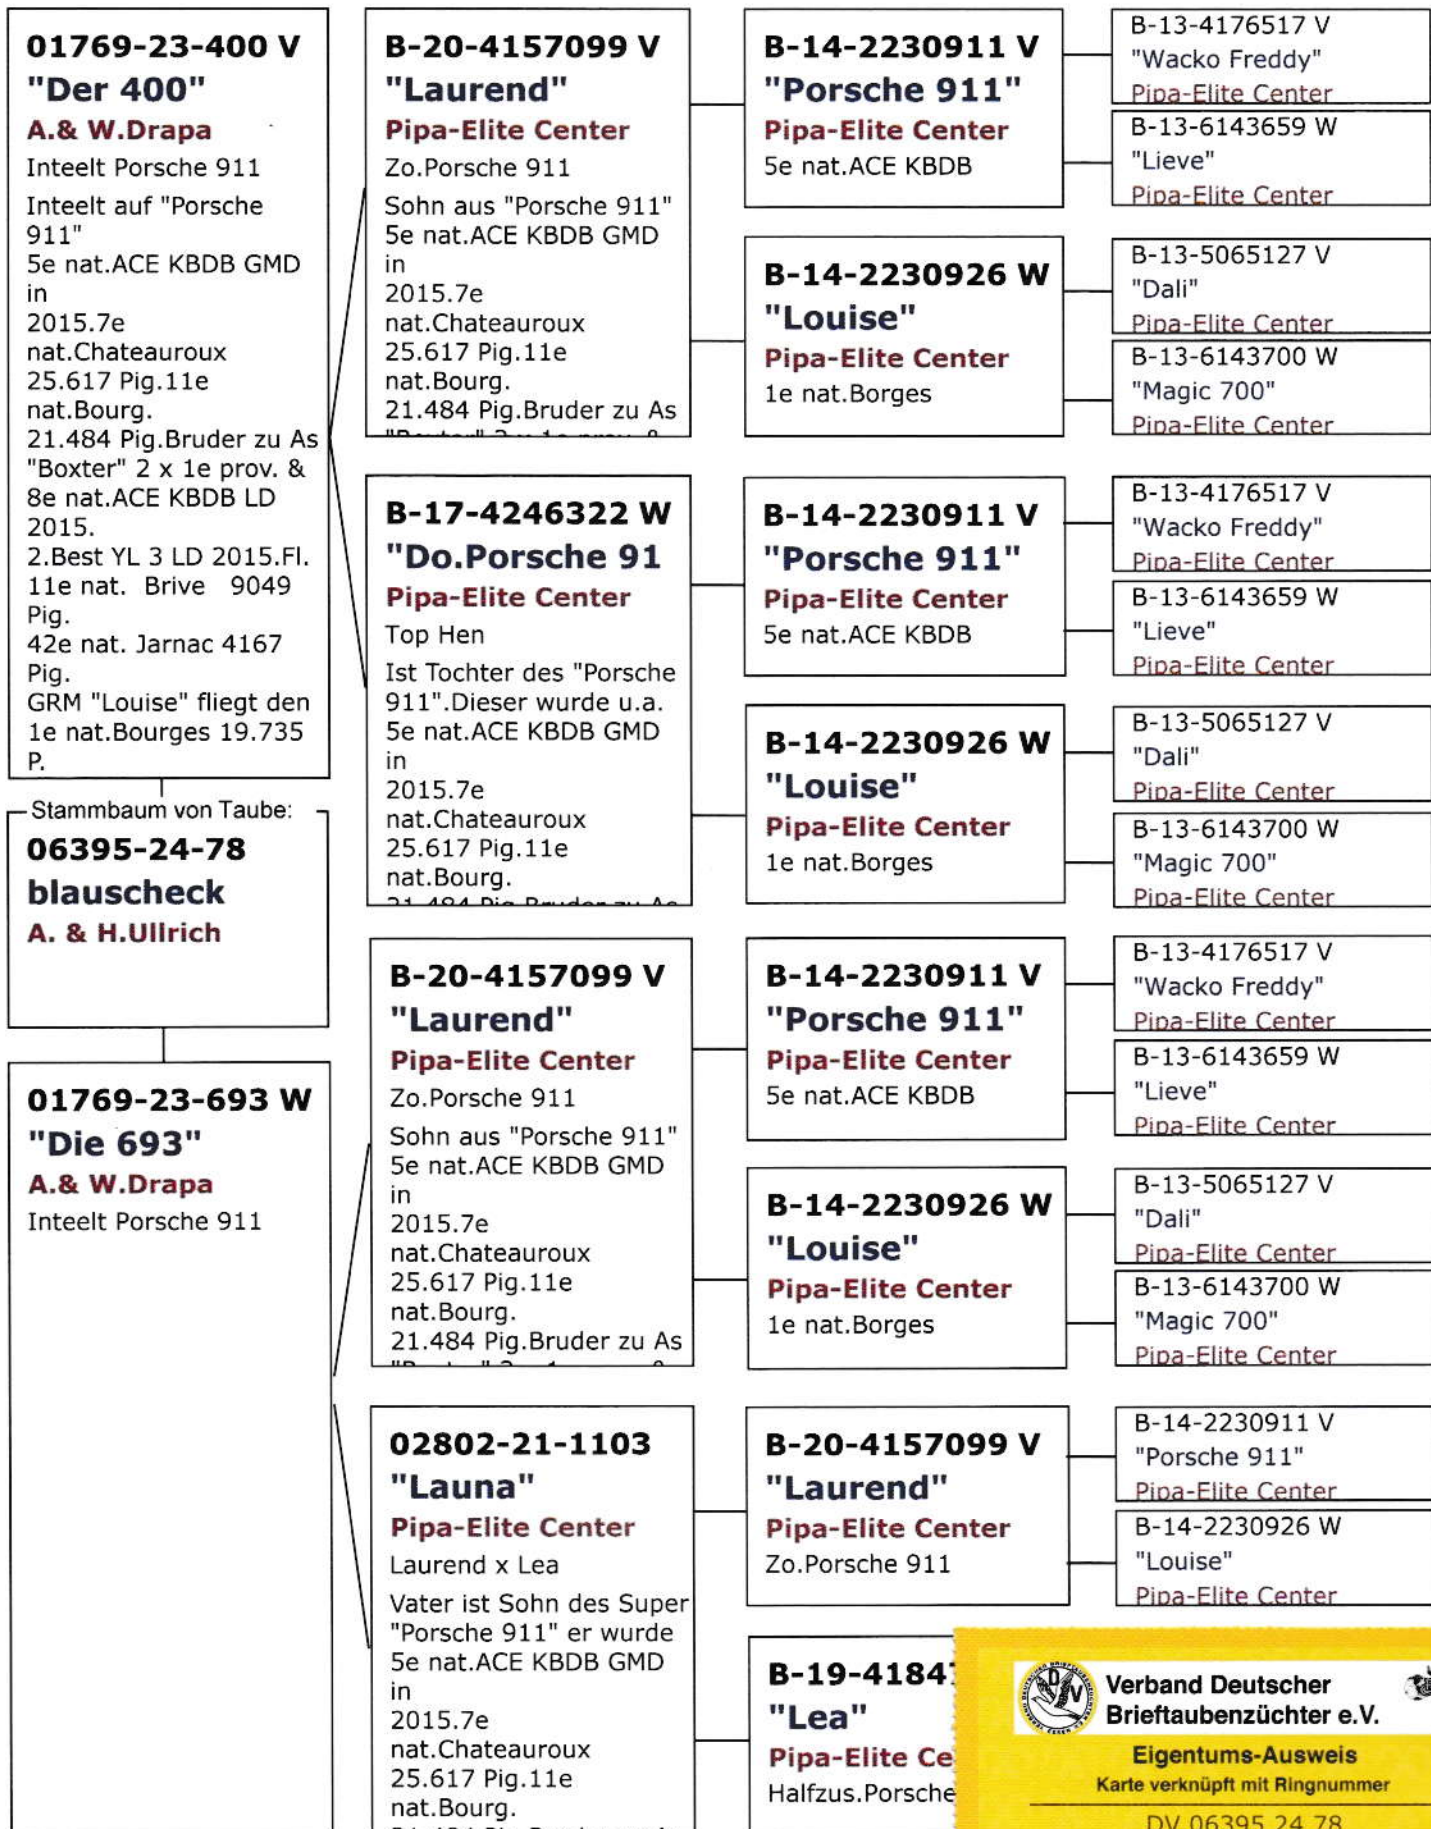 01769-23-400 V
"Der 400"
A.& W.Drapa
Inteelt Porsche 911
Inteelt auf "Porsche
911"
5e nat.ACE KBDB GMD
in
2015.7e
nat.Chateauroux
25.617 Pig.11e
nat.Bourg.
21.484 Pig.Bruder zu As
"Boxter" 2 x 1e prov. &
8e nat.ACE KBDB LD
2015.
2.Best YL 3 LD 2015.Fl.
11e nat. Brive 9049
Pig.
42e nat. Jarnac 4167
Pig.
GRM "Louise" fliegt den
1e nat.Bourges 19.735
P.
Stammbaum von Taube:
06395-24-78
blauscheck
A. & H.Ullrich
01769-23-693 W
"Die 693"
A.& W.Drapa
Inteelt Porsche 911
B-20-4157099 V
"Laurend"
Pipa-Elite Center
Zo.Porsche 911
Sohn aus "Porsche 911"
5e nat.ACE KBDB GMD
in
2015.7e
nat.Chateauroux
25.617 Pig.11e
nat.Bourg.
21.484 Pig.Bruder zu As
B-17-4246322 W
"Do.Porsche 91
Pipa-Elite Center
Top Hen
Ist Tochter des "Porsche
911".Dieser wurde u.a.
5e nat.ACE KBDB GMD
in
2015.7e
nat.Chateauroux
25.617 Pig.11e
nat.Bourg.
21.484 Pig.Bruder zu As
B-20-4157099 V
"Laurend"
Pipa-Elite Center
Zo.Porsche 911
Sohn aus "Porsche 911"
5e nat.ACE KBDB GMD
in
2015.7e
nat.Chateauroux
25.617 Pig.11e
nat.Bourg.
21.484 Pig.Bruder zu As
02802-21-1103
"Launa"
Pipa-Elite Center
Laurend x Lea
Vater ist Sohn des Super
"Porsche 911" er wurde
5e nat.ACE KBDB GMD
in
2015.7e
nat.Chateauroux
25.617 Pig.11e
nat.Bourg.
B-14-2230911 V
"Porsche 911"
Pipa-Elite Center
5e nat.ACE KBDB
B-14-2230926 W
"Louise"
Pipa-Elite Center
1e nat.Borges
B-14-2230911 V
"Porsche 911"
Pipa-Elite Center
5e nat.ACE KBDB
B-14-2230926 W
"Louise"
Pipa-Elite Center
1e nat.Borges
B-14-2230911 V
"Porsche 911"
Pipa-Elite Center
5e nat.ACE KBDB
B-14-2230926 W
"Louise"
Pipa-Elite Center
1e nat.Borges
B-20-4157099 V
"Laurend"
Pipa-Elite Center
Zo.Porsche 911
B-19-4184
"Lea"
Pipa-Elite Ce
Halfzus.Porsche
B-13-4176517 V
"Wacko Freddy"
Pipa-Elite Center
B-13-6143659 W
"Lieve"
Pipa-Elite Center
B-13-5065127 V
"Dali"
Pipa-Elite Center
B-13-6143700 W
"Magic 700"
Pipa-Elite Center
B-13-4176517 V
"Wacko Freddy"
Pipa-Elite Center
B-13-6143659 W
"Lieve"
Pipa-Elite Center
B-13-5065127 V
"Dali"
Pipa-Elite Center
B-13-6143700 W
"Magic 700"
Pipa-Elite Center
B-13-4176517 V
"Wacko Freddy"
Pipa-Elite Center
B-13-6143659 W
"Lieve"
Pipa-Elite Center
B-13-5065127 V
"Dali"
Pipa-Elite Center
B-13-6143700 W
"Magic 700"
Pipa-Elite Center
B-14-2230911 V
"Porsche 911"
Pipa-Elite Center
B-14-2230926 W
"Louise"
Pipa-Elite Center
Verband Deutscher
Brieftaubenzüchter e.V.
Eigentums-Ausweis
Karte verknüpft mit Ringnummer
DV 06395 24 78